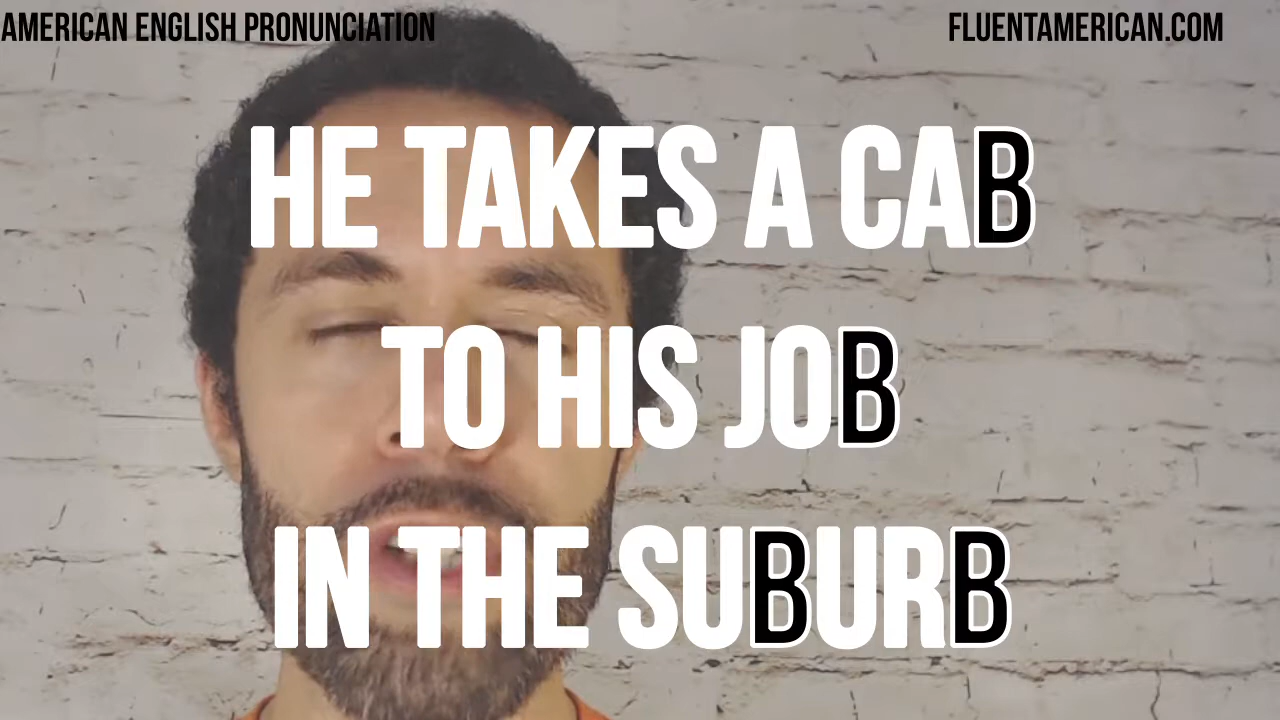 AMERICAN ENGLISH PRONUNCIATION
FLUENTAMERICAN.COM
HE TAKES A CAB
TO HIS JOB
IN THE SUBURB